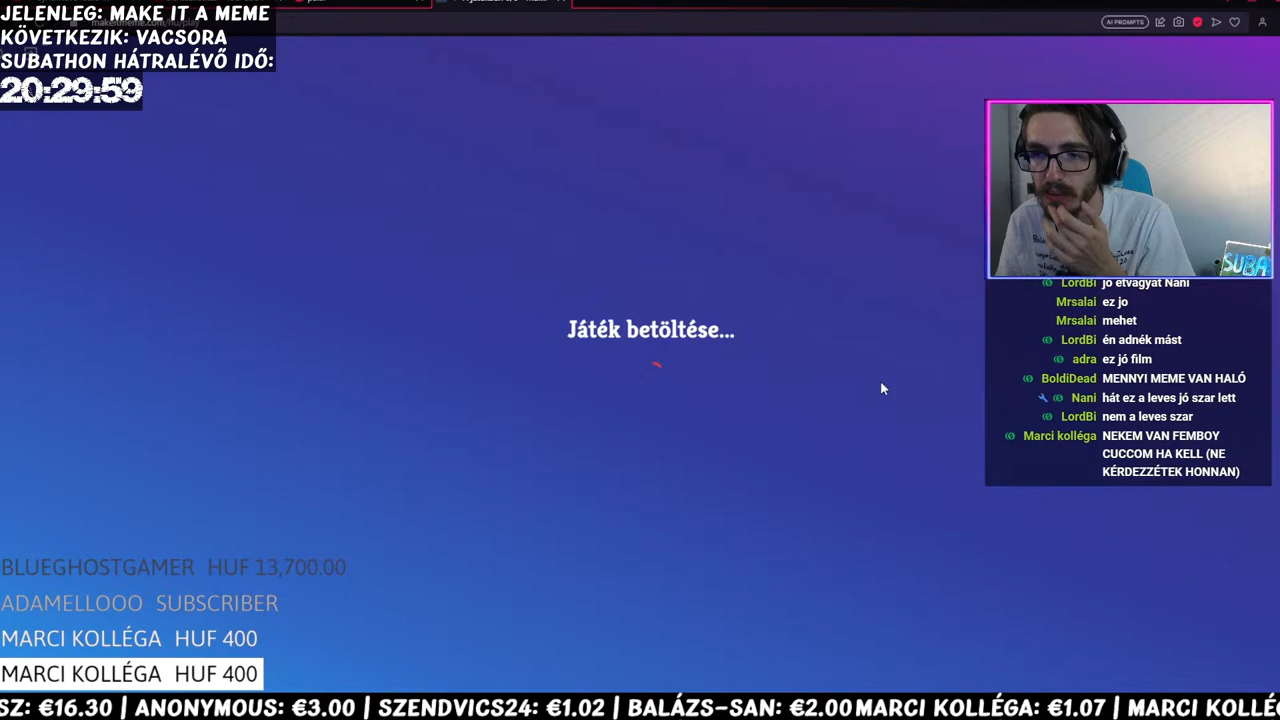 JELENLEG: MAKE IT A MEME
KÖVETKEZIK: VACSORA
SUBATHON HÁTRALÉVŐ IDŐ:
20:29:59
AI PROMPTS
Játék betöltése...
SUBA
LordBi jó étvágyat Nani
Mrsalai ez jo
Mrsalai mehet
LordBi én adnék mást
adra ez jó film
BoldiDead MENNYI MEME VAN HALÓ
Nani hát ez a leves jó szar lett
LordBi nem a leves szar
Marci kolléga NEKEM VAN FEMBOY
CUCCOM HA KELL (NE
KÉRDEZZÉTEK HONNAN)
BLUEGHOSTGAMER HUF 13,700.00
ADAMELLOOO SUBSCRIBER
MARCI KOLLÉGA HUF 400
MARCI KOLLÉGA HUF 400
SZ: €16.30 | ANONYMOUS: €3.00 | SZENDVICS24: €1.02 | BALÁZS-SAN: €2.00 MARCI KOLLÉGA: €1.07 | MARCI KOLLÉ